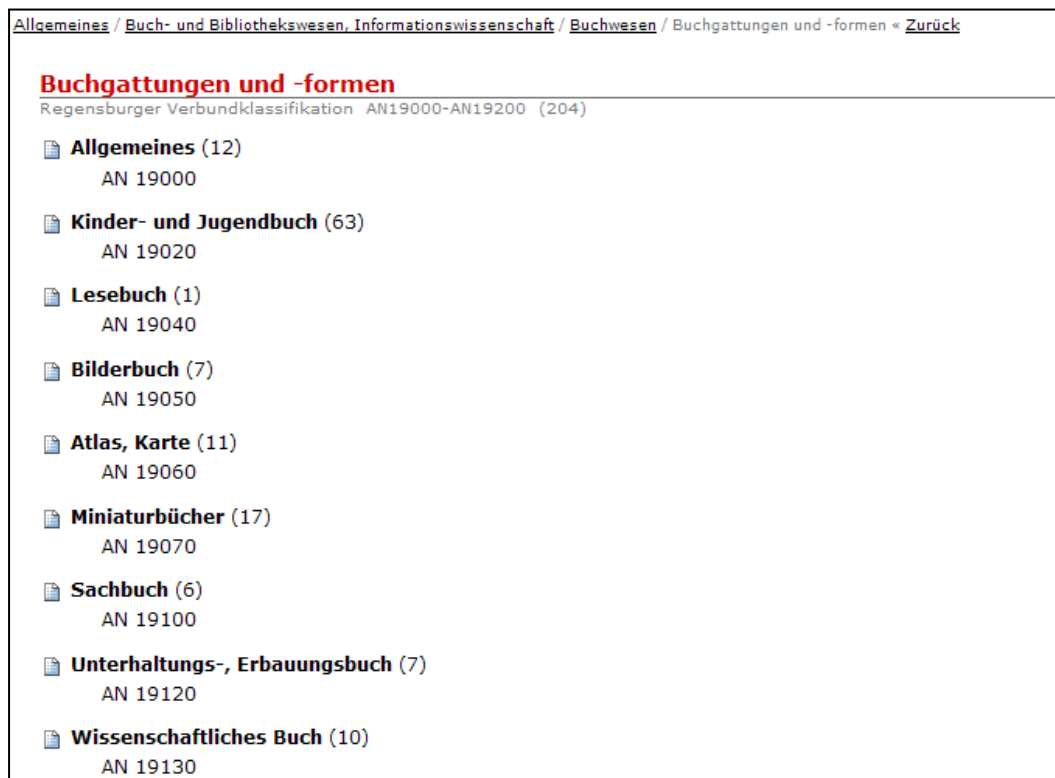 Allgemeines / Buch- und Bibliothekswesen, Informationswissenschaft / Buchwesen / Buchgattungen und -formen « Zurück
Buchgattungen und -formen
Regensburger Verbundklassifikation AN19000-AN19200 (204)
Allgemeines (12)
AN 19000
Kinder- und Jugendbuch (63)
AN 19020
Lesebuch (1)
AN 19040
Bilderbuch (7)
AN 19050
Atlas, Karte (11)
AN 19060
Miniaturbücher (17)
AN 19070
Sachbuch (6)
AN 19100
Unterhaltungs-, Erbauungsbuch (7)
AN 19120
Wissenschaftliches Buch (10)
AN 19130